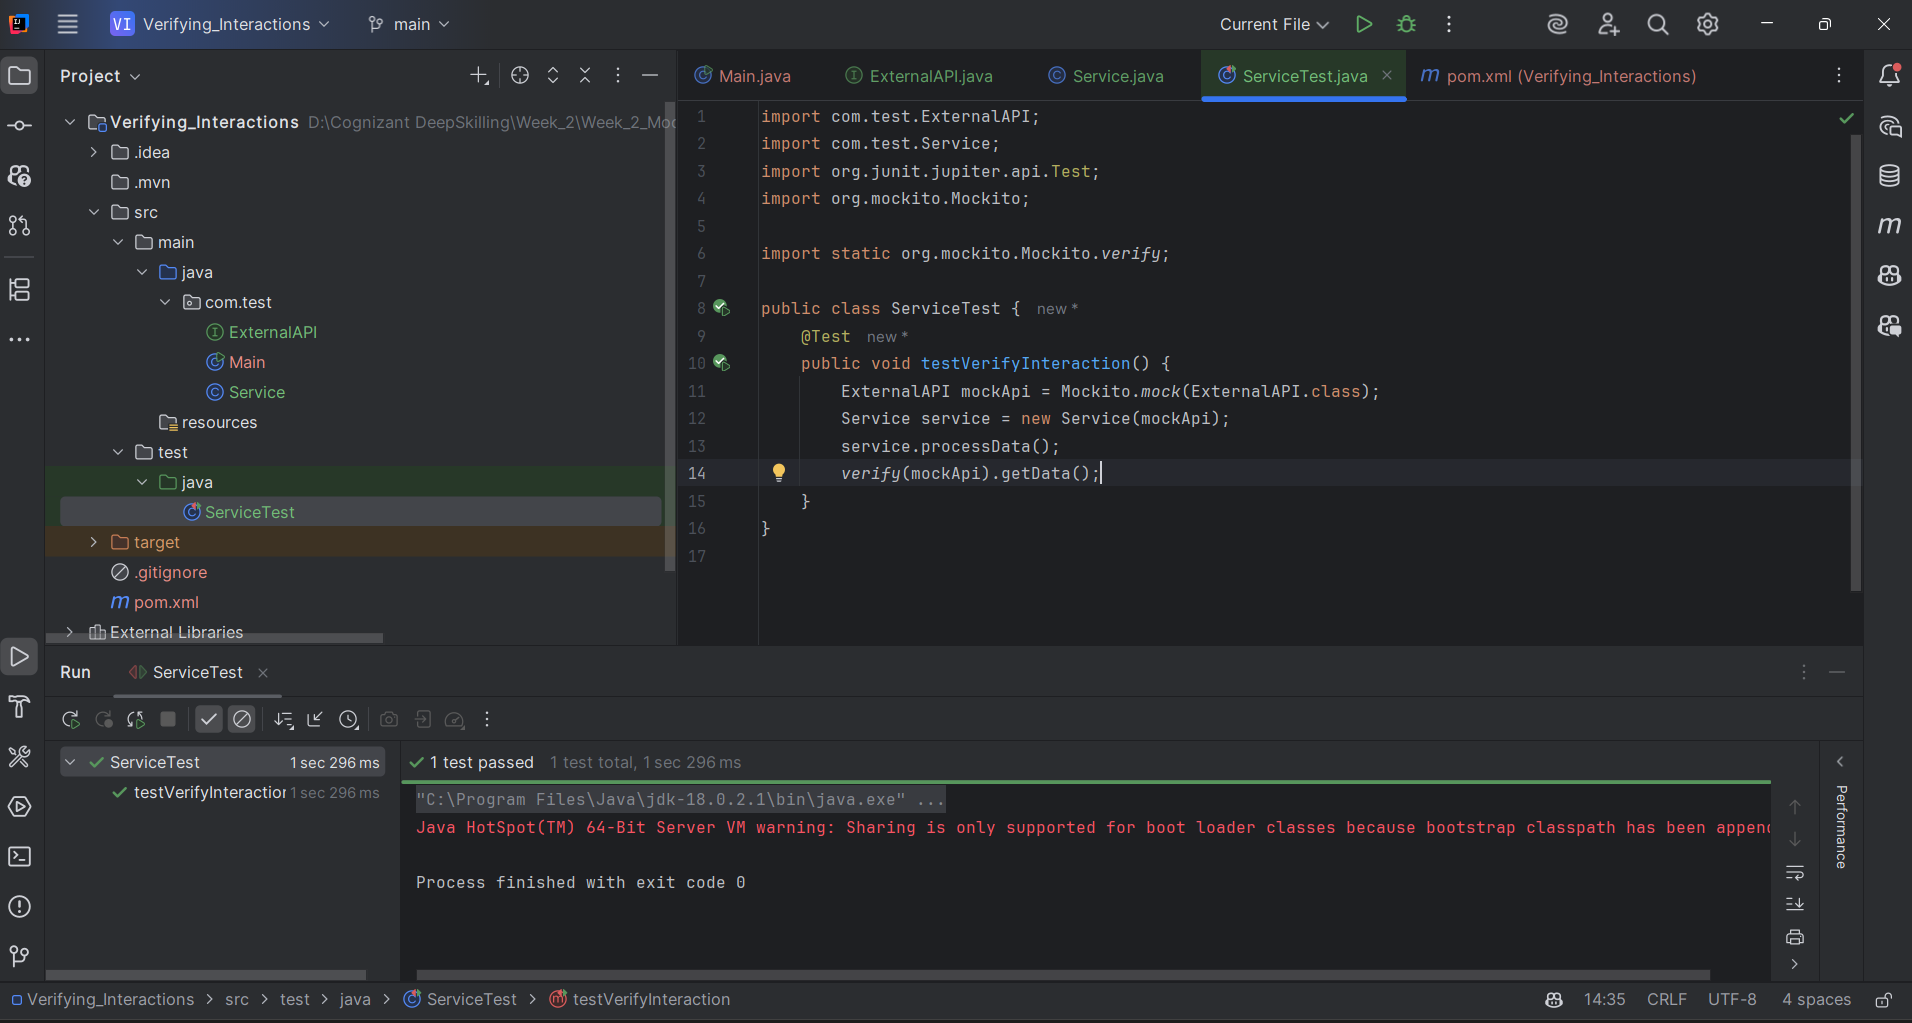 VI Verifying_Interactions main Current File
Project
Main.java ExternalAPI.java Service.java ServiceTest.java pom.xml (Verifying_Interactions)
Verifying_Interactions D:\Cognizant DeepSkilling\Week_2\Week_2_Moc
.idea
.mvn
src
main
java
com.test
ExternalAPI
Main
Service
resources
test
java
ServiceTest
target
.gitignore
pom.xml
External Libraries
1 import com.test.ExternalAPI;
2 import com.test.Service;
3 import org.junit.jupiter.api.Test;
4 import org.mockito.Mockito;
5
6 import static org.mockito.Mockito.verify;
7
8 public class ServiceTest { new *
9 @Test new *
10 public void testVerifyInteraction() {
11 ExternalAPI mockApi = Mockito.mock(ExternalAPI.class);
12 Service service = new Service(mockApi);
13 service.processData();
14 verify(mockApi).getData();
15 }
16 }
17
Run ServiceTest
ServiceTest 1 sec 296 ms
testVerifyInteraction 1 sec 296 ms
1 test passed 1 test total, 1 sec 296 ms
"C:\Program Files\Java\jdk-18.0.2.1\bin\java.exe" ...
Java HotSpot(TM) 64-Bit Server VM warning: Sharing is only supported for boot loader classes because bootstrap classpath has been append
Process finished with exit code 0
Performance
Verifying_Interactions > src > test > java > ServiceTest > testVerifyInteraction
14:35 CRLF UTF-8 4 spaces